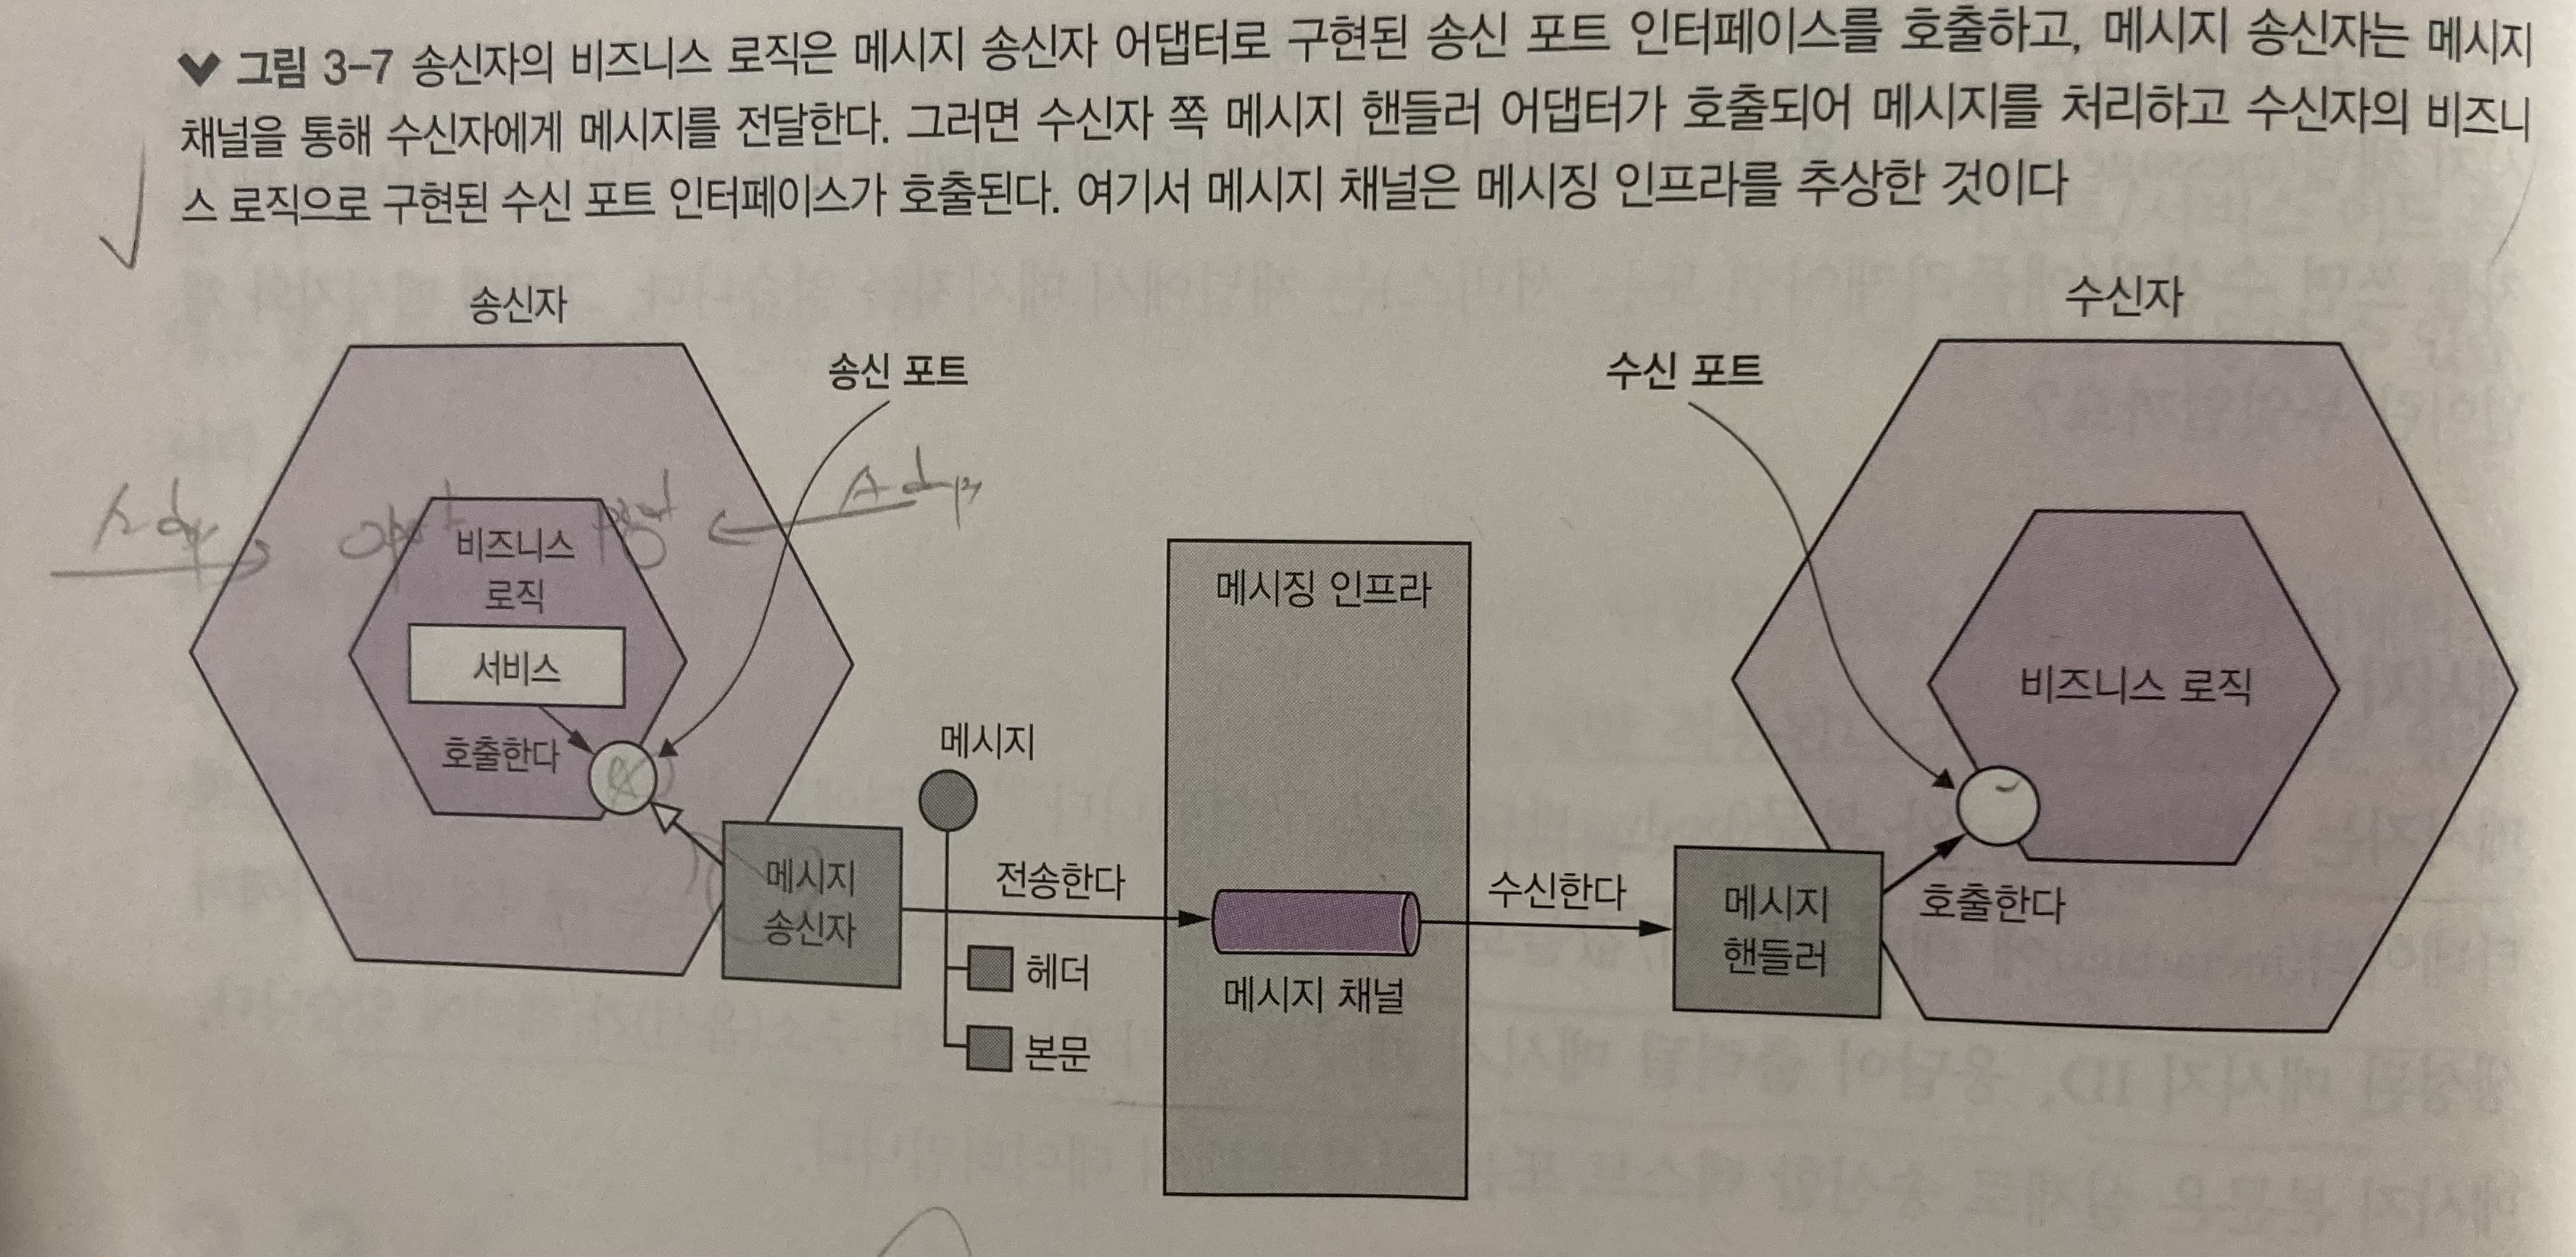 그림 3-7 송신자의 비즈니스 로직은 메시지 송신자 어댑터로 구현된 송신 포트 인터페이스를 호출하고, 메시지 송신자는 메시지
채널을 통해 수신자에게 메시지를 전달한다. 그러면 수신자 쪽 메시지 핸들러 어댑터가 호출되어 메시지를 처리하고 수신자의 비즈니
스 로직으로 구현된 수신 포트 인터페이스가 호출된다. 여기서 메시지 채널은 메시징 인프라를 추상한 것이다
송신자
수신자
송신 포트
수신 포트
비즈니스
로직
서비스
호출한다
메시지
송신자
메시지
전송한다
헤더
본문
메시징 인프라
메시지 채널
수신한다
메시지
핸들러
호출한다
비즈니스 로직